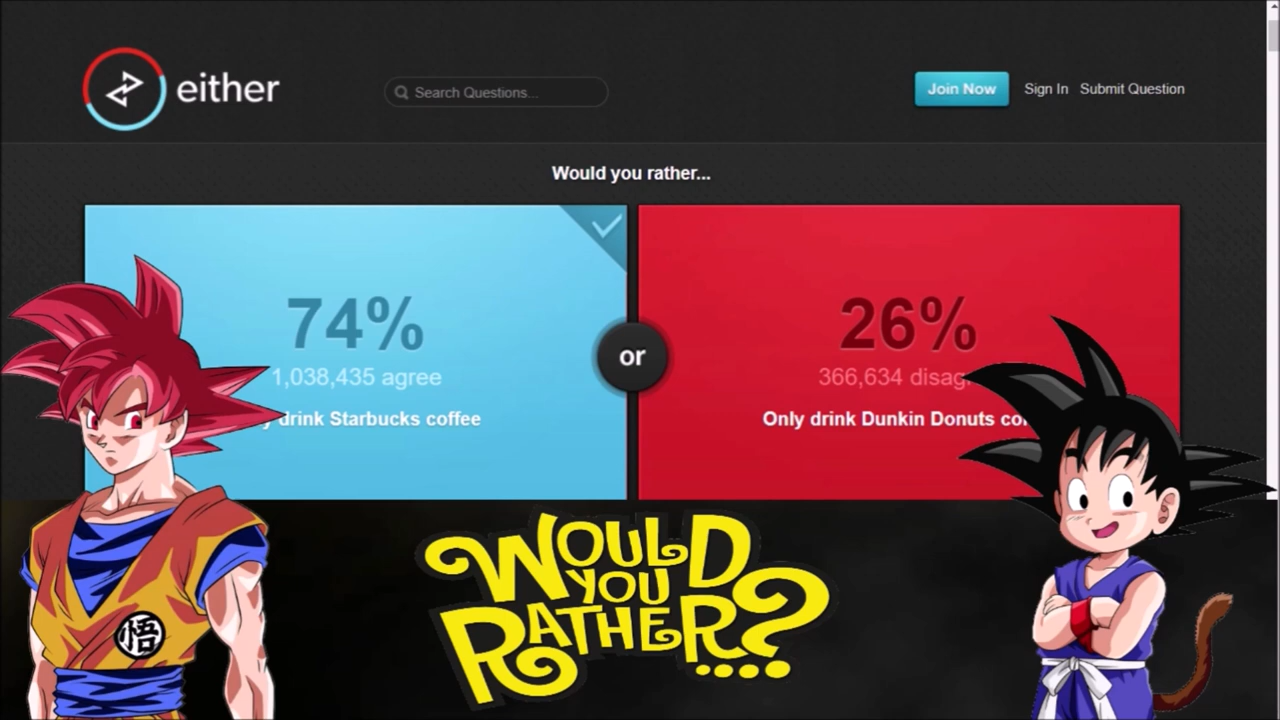 either
Search Questions...
Join Now
Sign In
Submit Question
Would you rather...
74%
1,038,435 agree
drink Starbucks coffee
or
26%
366,634
Only drink Dunkin Donuts
WOULD
YOU
RATHER?
....
悟